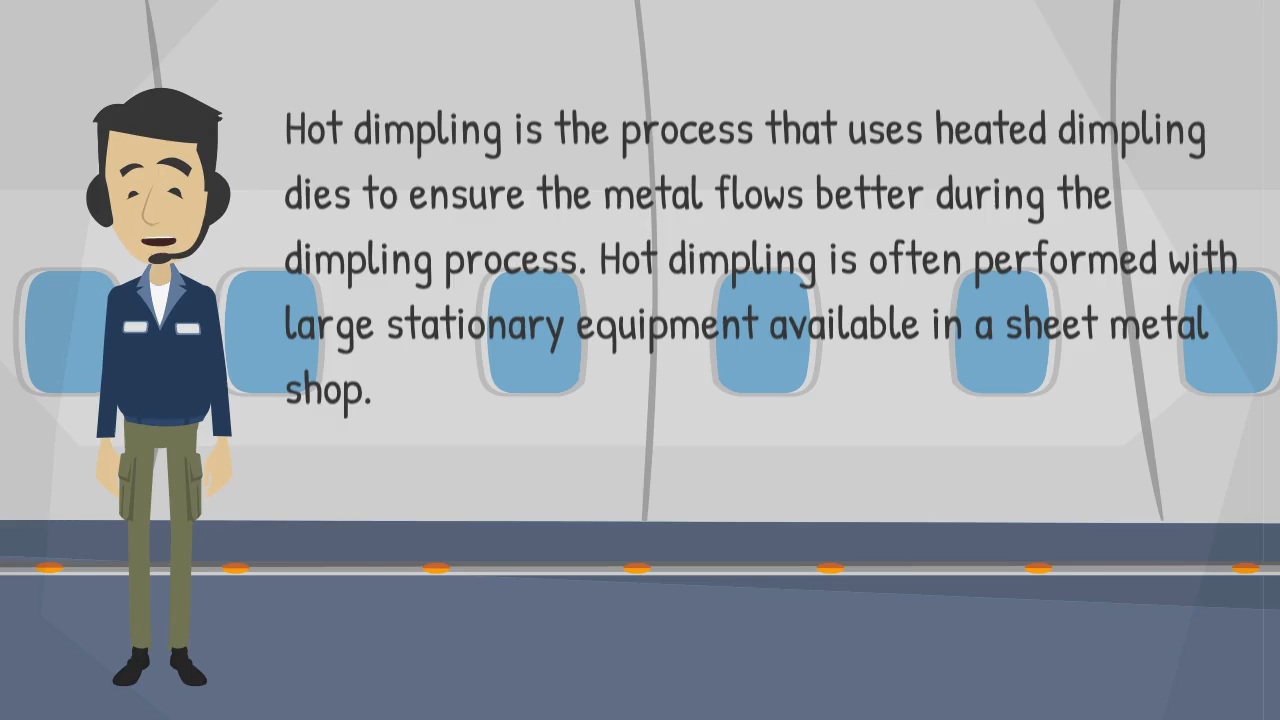 Hot dimpling is the process that uses heated dimpling
dies to ensure the metal flows better during the
dimpling process. Hot dimpling is often performed with
large stationary equipment available in a sheet metal
shop.